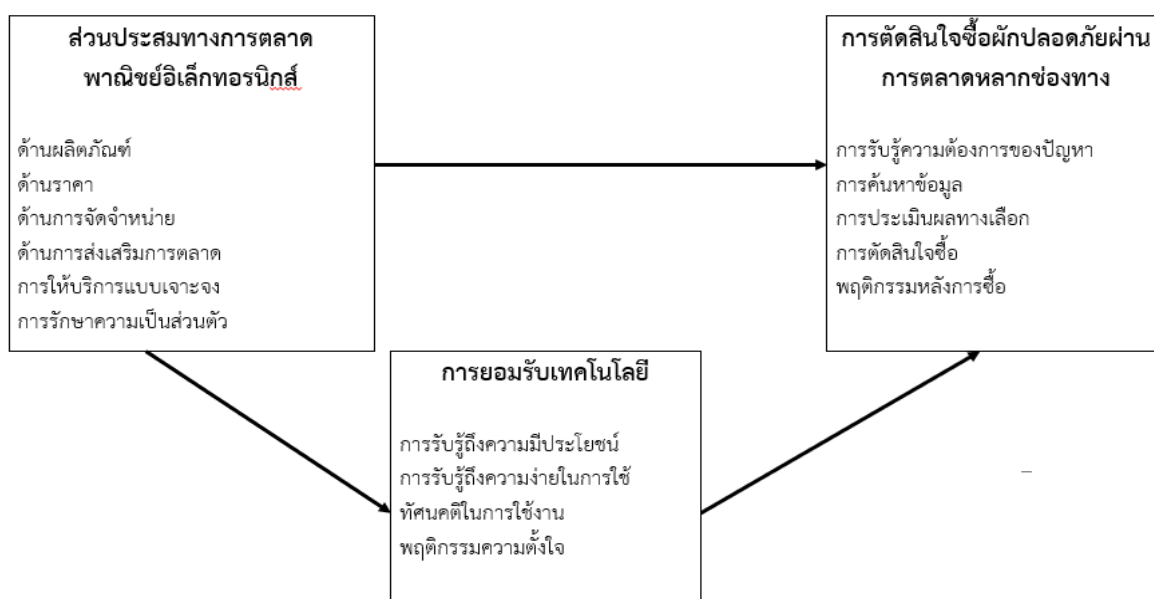 ส่วนประสมทางการตลาด
พาณิชย์อิเล็กทอรนิกส์
ด้านผลิตภัณฑ์
ด้านราคา
ด้านการจัดจำหน่าย
ด้านการส่งเสริมการตลาด
การให้บริการแบบเจาะจง
การรักษาความเป็นส่วนตัว
การตัดสินใจซื้อผักปลอดภัยผ่าน
การตลาดหลากช่องทาง
การรับรู้ความต้องการของปัญหา
การค้นหาข้อมูล
การประเมินผลทางเลือก
การตัดสินใจซื้อ
พฤติกรรมหลังการซื้อ
การยอมรับเทคโนโลยี
การรับรู้ถึงความมีประโยชน์
การรับรู้ถึงความง่ายในการใช้
ทัศนคติในการใช้งาน
พฤติกรรมความตั้งใจ